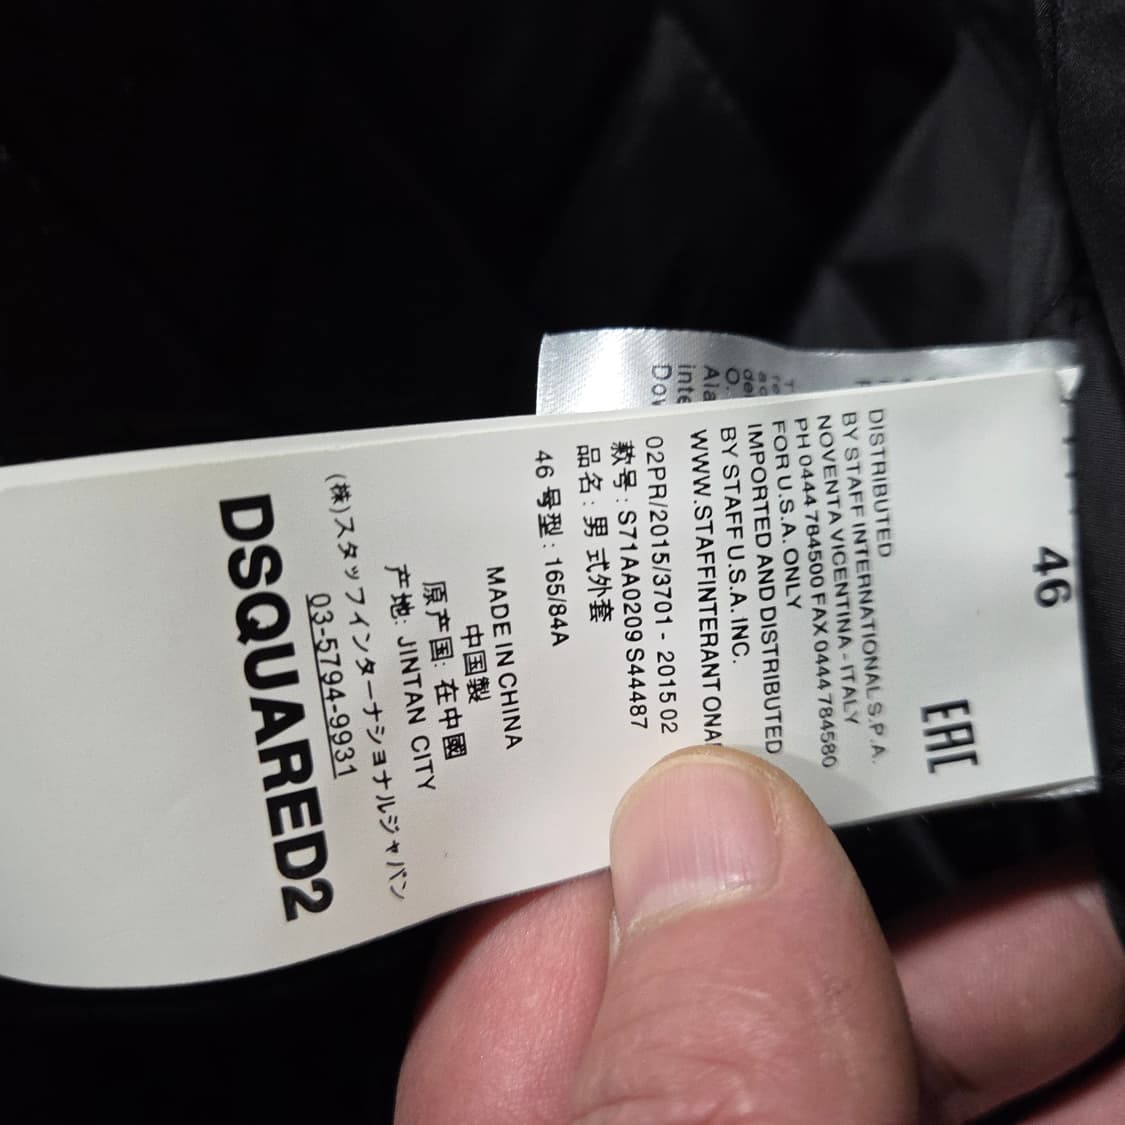 46
EAC
DISTRIBUTED
BY STAFF INTERNATIONAL S.P.A.
NOVENTA VICENTINA - ITALY
PH 0444 784500 FAX 0444 784580
FOR U.S.A. ONLY
IMPORTED AND DISTRIBUTED
BY STAFF U.S.A. INC.
WWW.STAFFINTERANTONA
02PR/2015/3701 - 2015 02
款号: S71AA0209 S44487
品名: 男 式外套
46 号型: 165/84A
MADE IN CHINA
中国製
原产国: 在中國
产地: JINTAN CITY
(株)スタッフインターナショナルジャパン
03-5794-9931
DSQUARED2